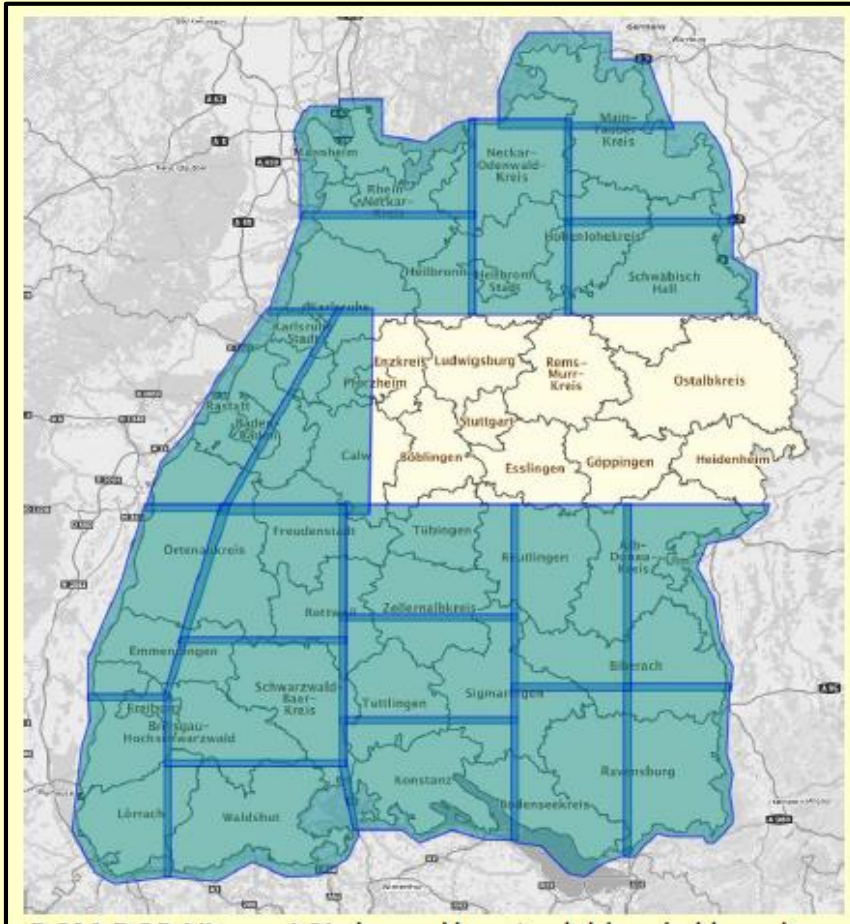 Germany
Main-
Tauber-
Kreis
Mannheim
Neckar-
Odenwald-
Kreis
Rhein-
Neckar-
Kreis
Hohenlohekreis
Heilbronn
Heilbronn
Stadt
Schwäbisch
Hall
Karlsruhe
Karlsruhe
Stadt
Enzkreis
Ludwigsburg
Rems-
Murr-
Kreis
Ostalbkreis
Pforzheim
Rastatt
Baden-
Baden
Stuttgart
Calw
Böblingen
Esslingen
Göppingen
Heidenheim
Freudenstadt
Tübingen
Reutlingen
Alb-
Donau-
Kreis
Ulm
Ortenaukreis
Rottweil
Zollernalbkreis
Emmendingen
Biberach
Schwarzwald-
Baar-
Kreis
Tuttlingen
Sigmaringen
Freiburg
Breisgau-
Hochschwarzwald
Konstanz
Ravensburg
Bodenseekreis
Lörrach
Waldshut